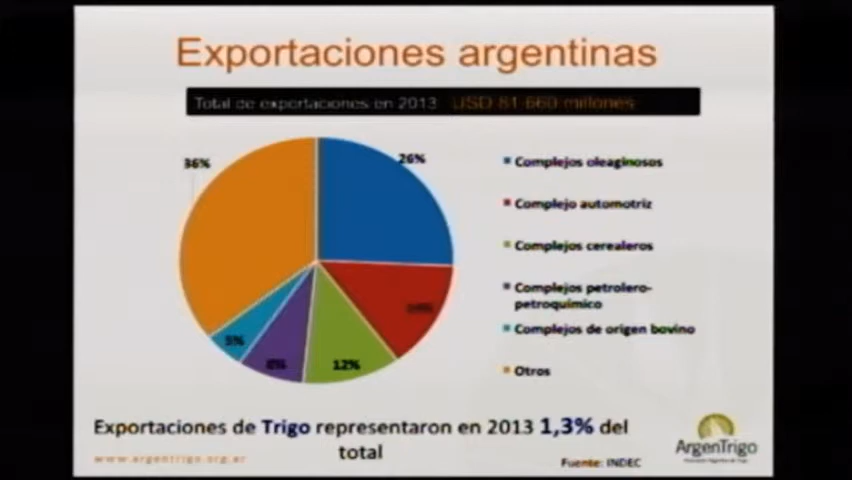 Exportaciones argentinas
Total de exportaciones en 2013 USD 81.660 millones
36%
26%
12%
5%
Complejos oleaginosos
Complejo automotriz
Complejos cerealeros
Complejos petrolero-
petroquímico
Complejos de origen bovino
Otros
Exportaciones de Trigo representaron en 2013 1,3% del
total
www.argentrigo.org.ar
Fuente: INDEC
ArgenTrigo